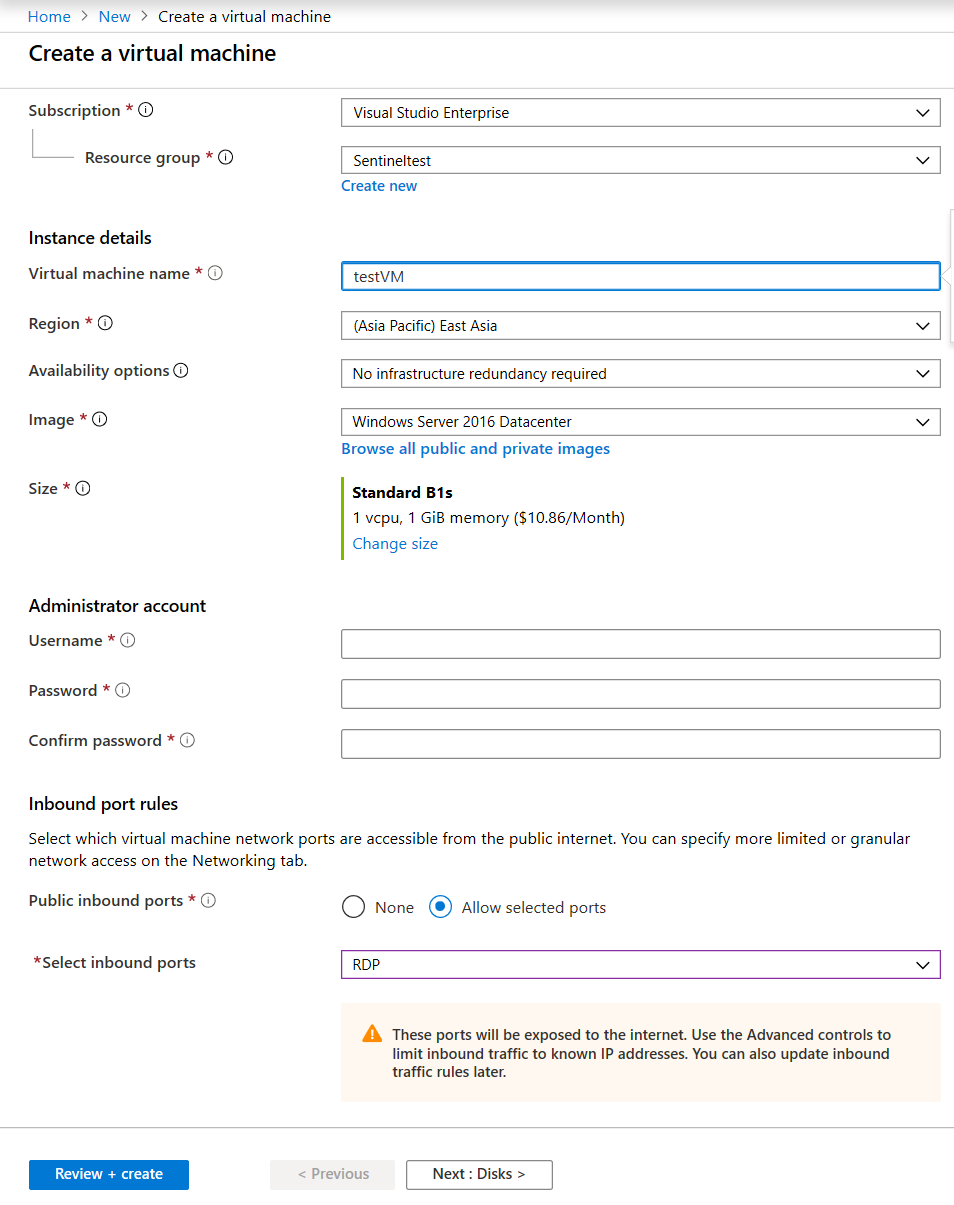 Home > New > Create a virtual machine
Create a virtual machine
Subscription *
Visual Studio Enterprise
Resource group *
Sentineltest
Create new
Instance details
Virtual machine name *
testVM
Region *
(Asia Pacific) East Asia
Availability options
No infrastructure redundancy required
Image *
Windows Server 2016 Datacenter
Browse all public and private images
Size *
Standard B1s
1 vcpu, 1 GiB memory ($10.86/Month)
Change size
Administrator account
Username *
Password *
Confirm password *
Inbound port rules
Select which virtual machine network ports are accessible from the public internet. You can specify more limited or granular
network access on the Networking tab.
Public inbound ports *
None
Allow selected ports
*Select inbound ports
RDP
These ports will be exposed to the internet. Use the Advanced controls to
limit inbound traffic to known IP addresses. You can also update inbound
traffic rules later.
Review + create
< Previous
Next : Disks >